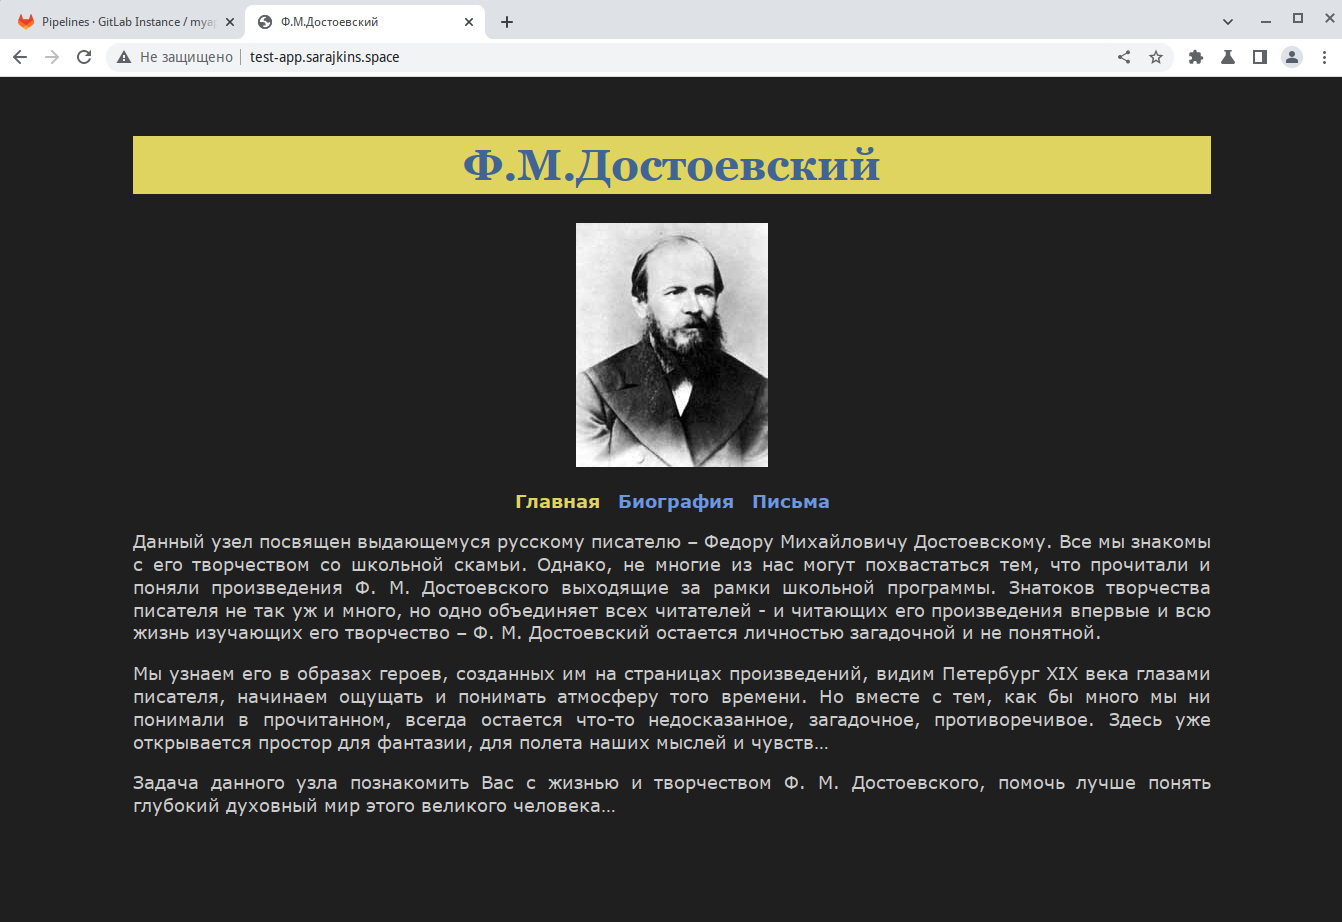 Pipelines · GitLab Instance / myap
Ф.М.Достоевский
Не защищено
test-app.sarajkins.space
Ф.М.Достоевский
Главная Биография Письма
Данный узел посвящен выдающемуся русскому писателю – Федору Михайловичу Достоевскому. Все мы знакомы
с его творчеством со школьной скамьи. Однако, не многие из нас могут похвастаться тем, что прочитали и
поняли произведения Ф. М. Достоевского выходящие за рамки школьной программы. Знатоков творчества
писателя не так уж и много, но одно объединяет всех читателей - и читающих его произведения впервые и всю
жизнь изучающих его творчество – Ф. М. Достоевский остается личностью загадочной и не понятной.
Мы узнаем его в образах героев, созданных им на страницах произведений, видим Петербург XIX века глазами
писателя, начинаем ощущать и понимать атмосферу того времени. Но вместе с тем, как бы много мы ни
понимали в прочитанном, всегда остается что-то недосказанное, загадочное, противоречивое. Здесь уже
открывается простор для фантазии, для полета наших мыслей и чувств...
Задача данного узла познакомить Вас с жизнью и творчеством Ф. М. Достоевского, помочь лучше понять
глубокий духовный мир этого великого человека...